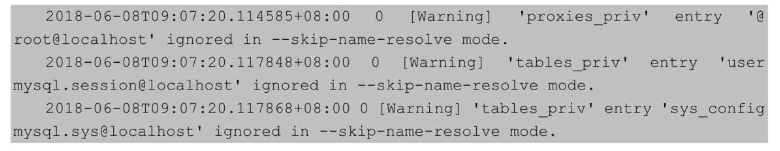 2018-06-08T09:07:20.114585+08:00 0 [Warning] 'proxies_priv' entry '@
root@localhost' ignored in --skip-name-resolve mode.
2018-06-08T09:07:20.117848+08:00 0 [Warning] 'tables_priv' entry 'user
mysql.session@localhost' ignored in --skip-name-resolve mode.
2018-06-08T09:07:20.117868+08:00 0 [Warning] 'tables_priv' entry 'sys_config
mysql.sys@localhost' ignored in --skip-name-resolve mode.